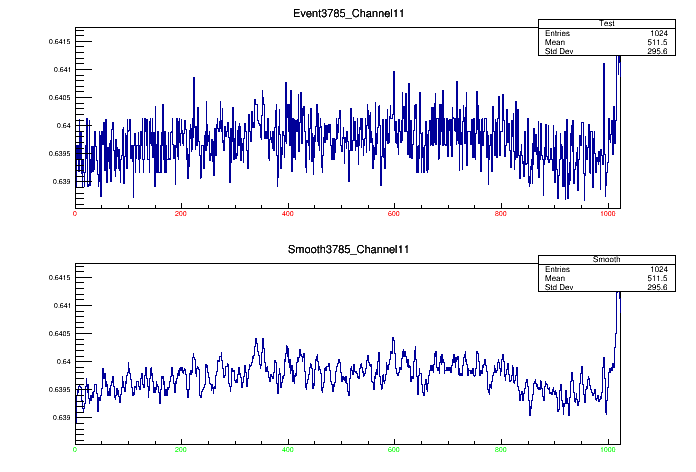 Event3785_Channel11
Test
Entries 1024
Mean 511.5
Std Dev 295.6
0.6415
0.641
0.6405
0.64
0.6395
0.639
0 200 400 600 800 1000
Smooth3785_Channel11
Smooth
Entries 1024
Mean 511.5
Std Dev 295.6
0.6415
0.641
0.6405
0.64
0.6395
0.639
0 200 400 600 800 1000